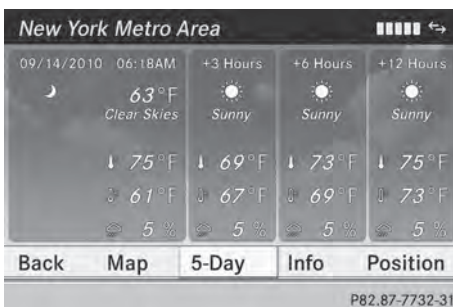 New York Metro Area
09/14/2010 06:18AM +3 Hours +6 Hours +12 Hours
63°F
Clear Skies Sunny Sunny Sunny
75°F 69°F 73°F 75°F
61°F 67°F 69°F 73°F
5 % 5 % 5 % 5 %
Back Map 5-Day Info Position
P82.87-7732-31